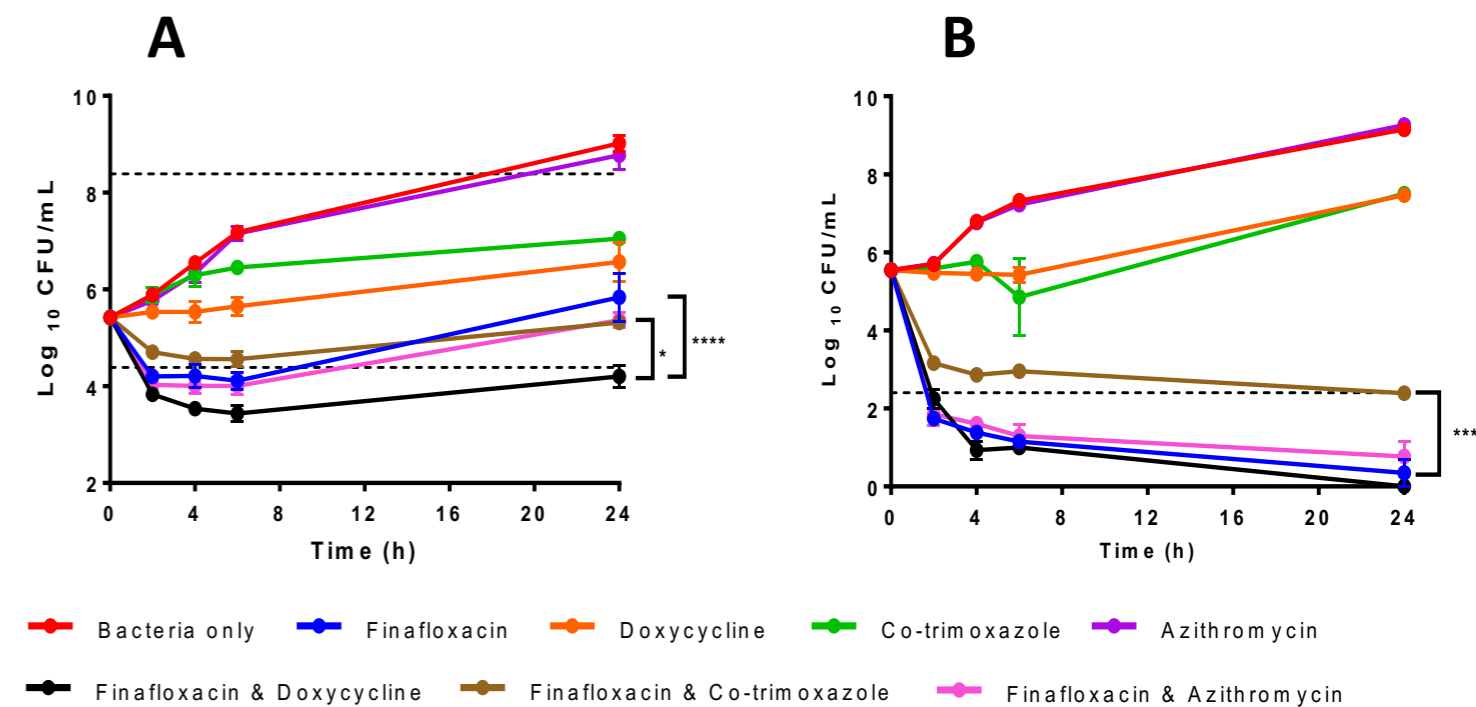 A
B
10
8
6
4
2
Log 10 CFU/mL
0 4 8 12 16 20 24
Time (h)
*
****
10
8
6
4
2
0
Log 10 CFU/mL
0 4 8 12 16 20 24
Time (h)
***
Bacteria only Finafloxacin Doxycycline Co-trimoxazole Azithromycin
Finafloxacin & Doxycycline Finafloxacin & Co-trimoxazole Finafloxacin & Azithromycin